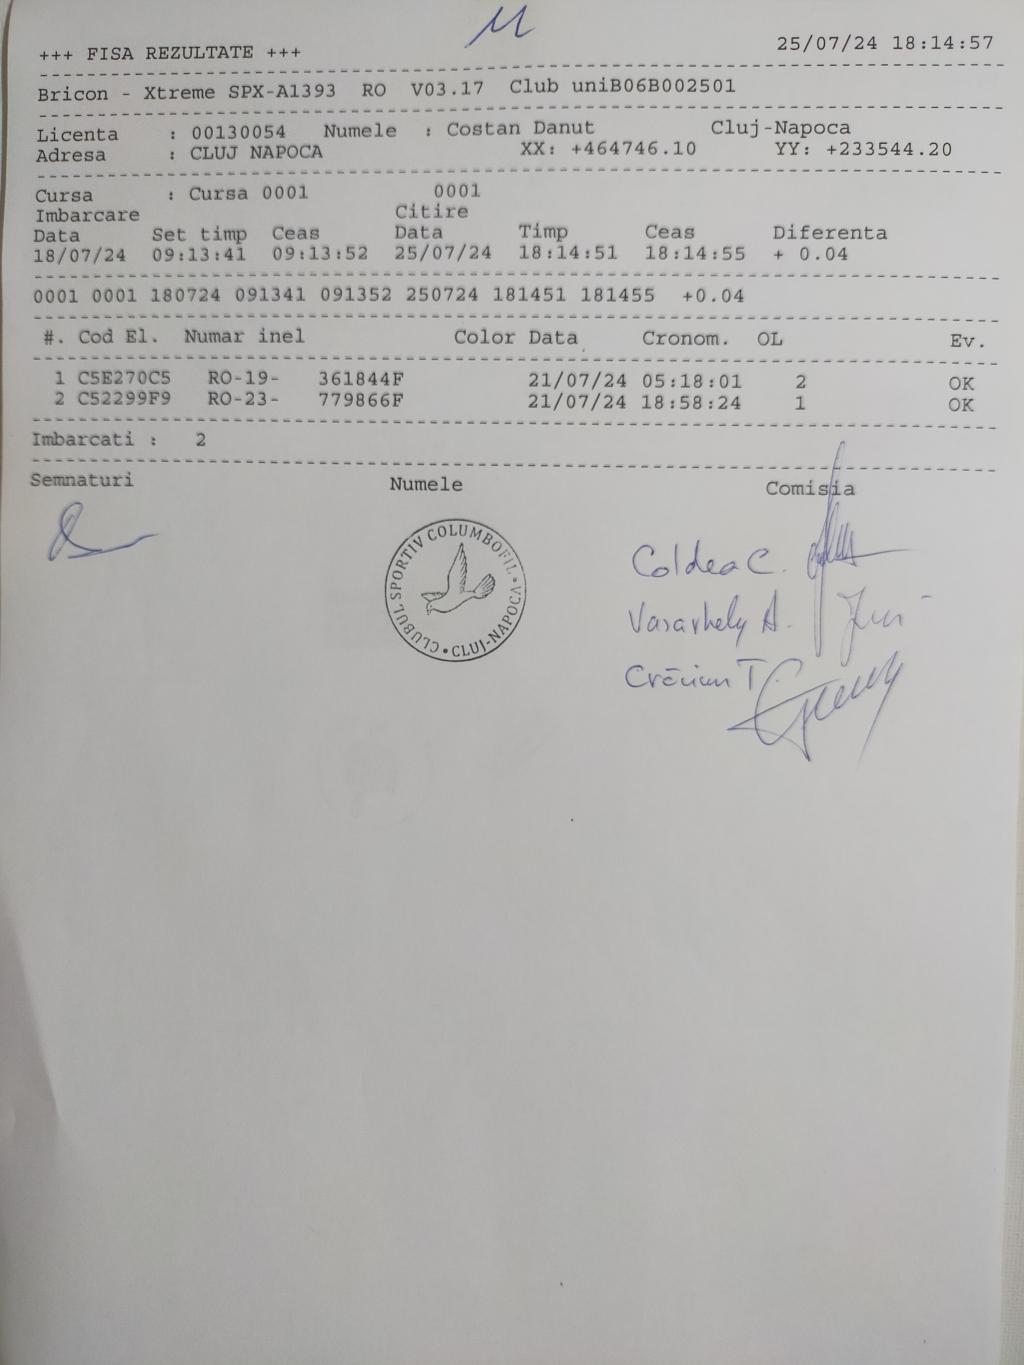 +++ FISA REZULTATE +++ 25/07/24 18:14:57
Bricon - Xtreme SPX-A1393 RO V03.17 Club uniB06B002501
Licenta : 00130054 Numele : Costan Danut Cluj-Napoca
Adresa : CLUJ NAPOCA XX: +464746.10 YY: +233544.20
Cursa : Cursa 0001 0001
Imbarcare Citire
Data Set timp Ceas Data Timp Ceas Diferenta
18/07/24 09:13:41 09:13:52 25/07/24 18:14:51 18:14:55 + 0.04
0001 0001 180724 091341 091352 250724 181451 181455 +0.04
#. Cod El. Numar inel Color Data Cronom. OL Ev.
1 C5E270C5 RO-19- 361844F 21/07/24 05:18:01 2 OK
2 C52299F9 RO-23- 779866F 21/07/24 18:58:24 1 OK
Imbarcati : 2
Semnaturi Numele Comisia
CLUBUL SPORTIV COLUMBOFIL • CLUJ-NAPOCA •
Coldea C.
Vasarhely A.
Crăciun T